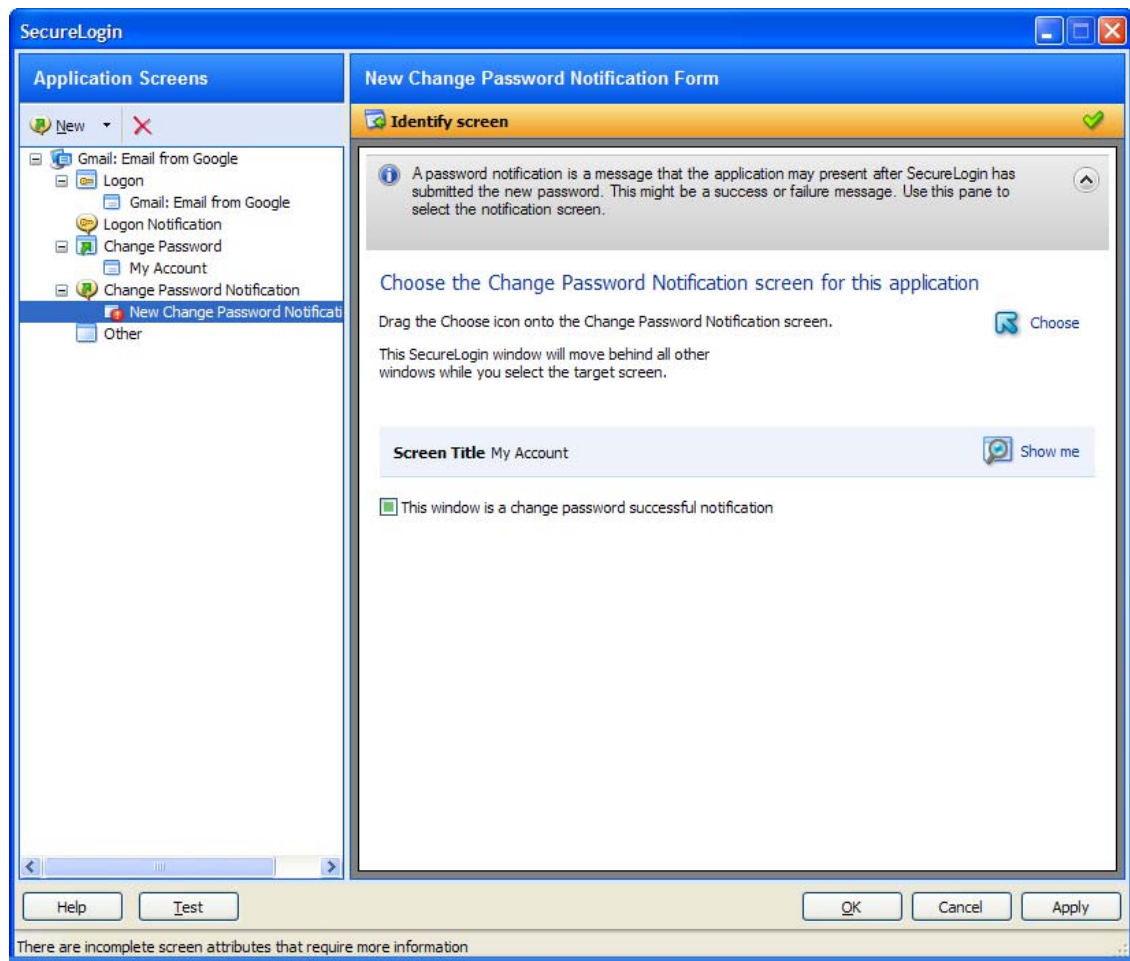 SecureLogin
Application Screens
New
Gmail: Email from Google
Logon
Gmail: Email from Google
Logon Notification
Change Password
My Account
Change Password Notification
New Change Password Notificati
Other
New Change Password Notification Form
Identify screen
A password notification is a message that the application may present after SecureLogin has
submitted the new password. This might be a success or failure message. Use this pane to
select the notification screen.
Choose the Change Password Notification screen for this application
Drag the Choose icon onto the Change Password Notification screen.
Choose
This SecureLogin window will move behind all other
windows while you select the target screen.
Screen Title My Account
Show me
This window is a change password successful notification
Help
Test
OK
Cancel
Apply
There are incomplete screen attributes that require more information